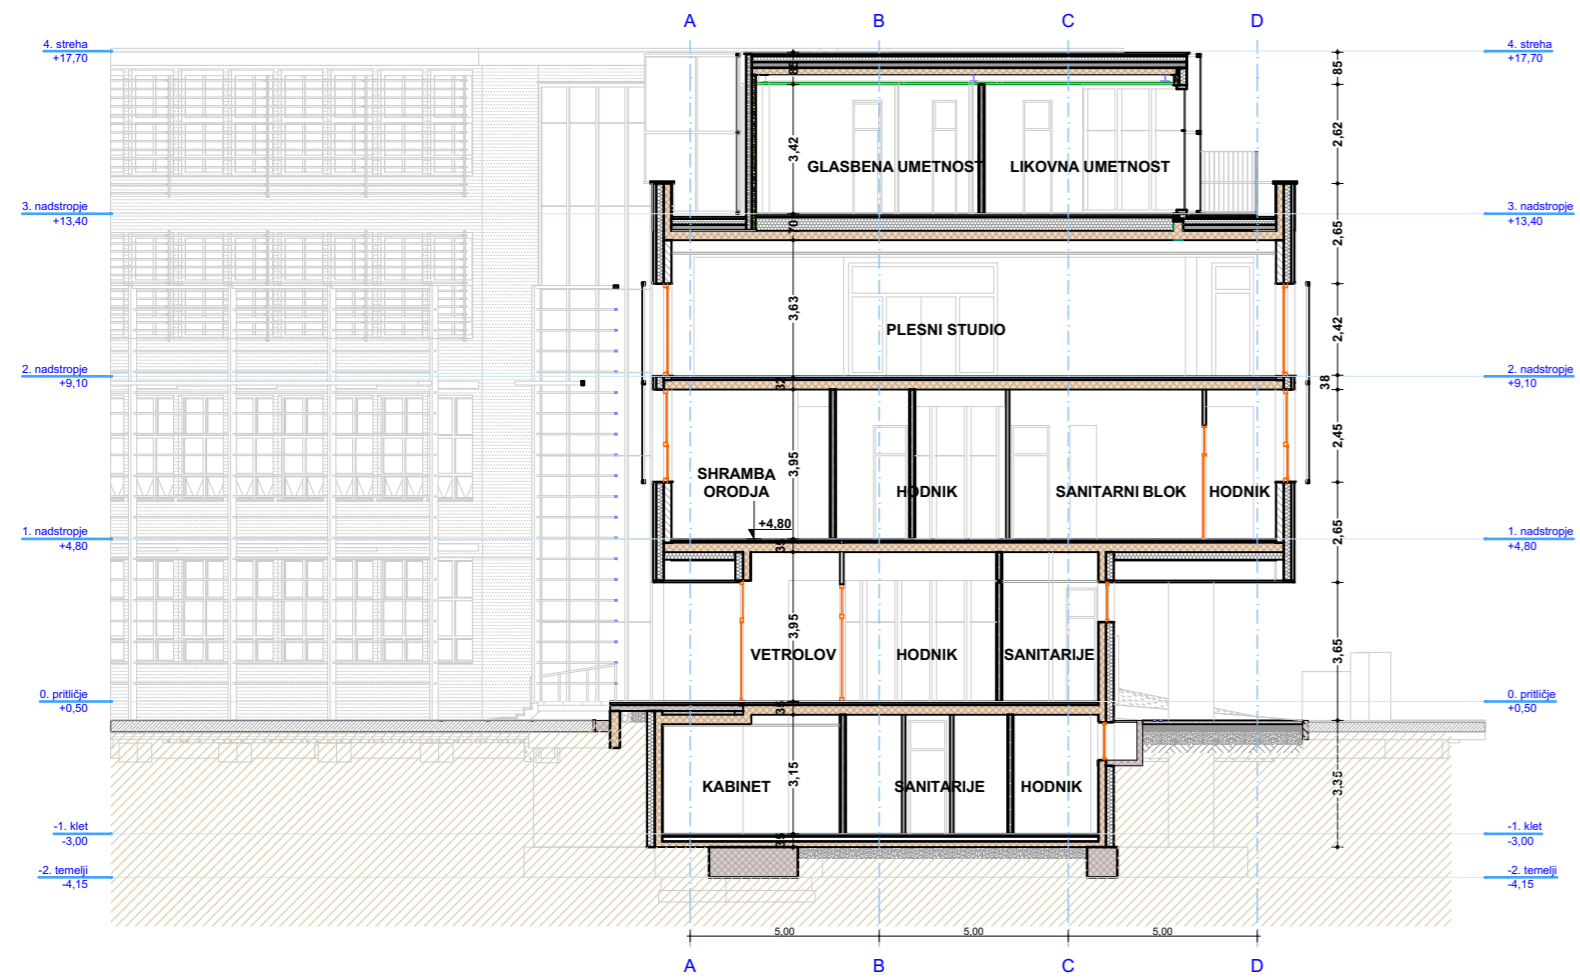 A B C D
4. streha
+17,70
4. streha
+17,70
85
85
3,42
2,62
GLASBENA UMETNOST
LIKOVNA UMETNOST
3. nadstropje
+13,40
3. nadstropje
+13,40
70
2,65
3,63
2,42
PLESNI STUDIO
2. nadstropje
+9,10
2. nadstropje
+9,10
32
38
3,95
2,45
SHRAMBA
ORODJA
HODNIK
SANITARNI BLOK
HODNIK
+4,80
1. nadstropje
+4,80
1. nadstropje
+4,80
35
2,65
3,95
3,65
VETROLOV
HODNIK
SANITARIJE
0. pritličje
+0,50
0. pritličje
+0,50
35
3,15
3,35
KABINET
SANITARIJE
HODNIK
-1. klet
-3,00
-1. klet
-3,00
35
-2. temelji
-4,15
-2. temelji
-4,15
5,00 5,00 5,00
A B C D